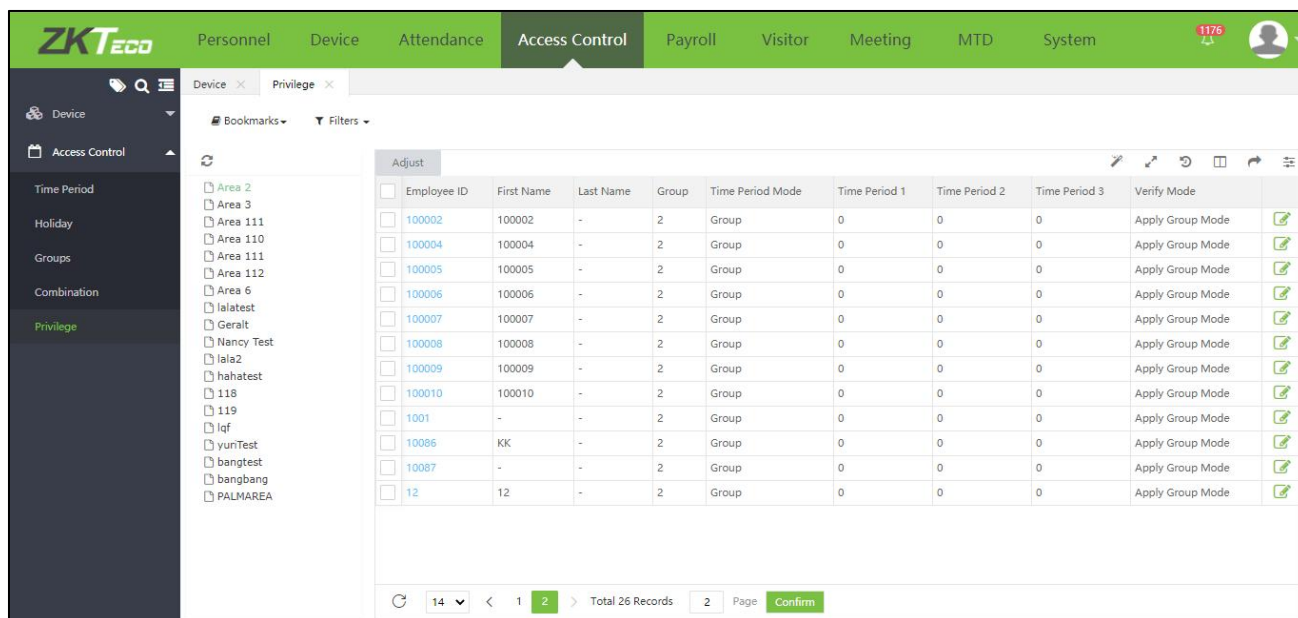 ZKTeco Personnel Device Attendance Access Control Payroll Visitor Meeting MTD System 1176
Device Privilege
Device
Bookmarks Filters
Access Control
Adjust
Time Period
Holiday
Groups
Combination
Privilege
Area 2
Area 3
Area 111
Area 110
Area 111
Area 112
Area 6
lalatest
Geralt
Nancy Test
lala2
hahatest
118
119
lqf
yuriTest
bangtest
bangbang
PALMAREA
Employee ID First Name Last Name Group Time Period Mode Time Period 1 Time Period 2 Time Period 3 Verify Mode
100002 100002 - 2 Group 0 0 0 Apply Group Mode
100004 100004 - 2 Group 0 0 0 Apply Group Mode
100005 100005 - 2 Group 0 0 0 Apply Group Mode
100006 100006 - 2 Group 0 0 0 Apply Group Mode
100007 100007 - 2 Group 0 0 0 Apply Group Mode
100008 100008 - 2 Group 0 0 0 Apply Group Mode
100009 100009 - 2 Group 0 0 0 Apply Group Mode
100010 100010 - 2 Group 0 0 0 Apply Group Mode
1001 - - 2 Group 0 0 0 Apply Group Mode
10086 KK - 2 Group 0 0 0 Apply Group Mode
10087 - - 2 Group 0 0 0 Apply Group Mode
12 12 - 2 Group 0 0 0 Apply Group Mode
14 < 1 2 > Total 26 Records 2 Page Confirm